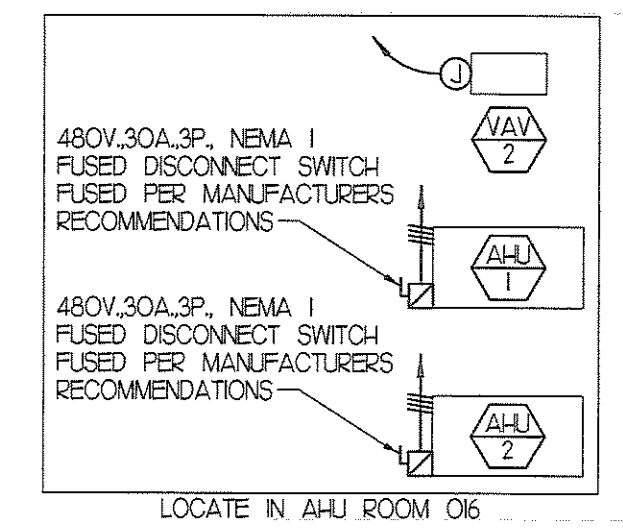 J
VAV
2
480V.,30A.,3P., NEMA 1
FUSED DISCONNECT SWITCH
FUSED PER MANUFACTURERS
RECOMMENDATIONS
AHU
1
480V.,30A.,3P., NEMA 1
FUSED DISCONNECT SWITCH
FUSED PER MANUFACTURERS
RECOMMENDATIONS
AHU
2
LOCATE IN AHU ROOM 016